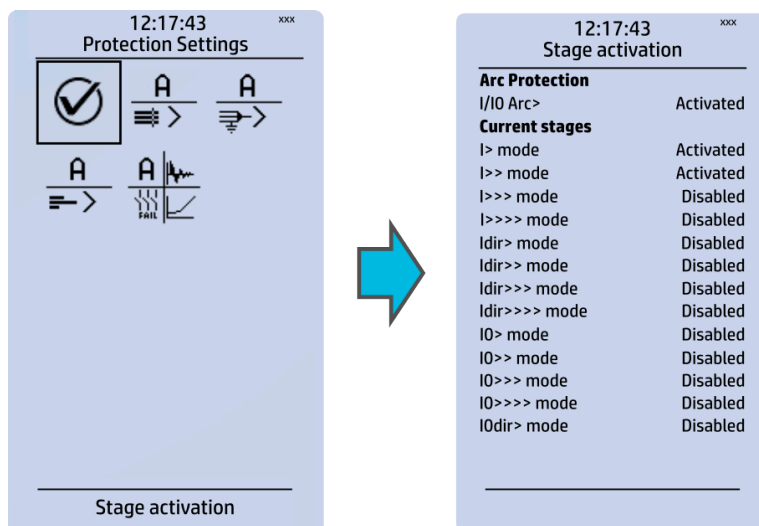 12:17:43 xxx
Protection Settings
A A
A A
FAIL
Stage activation
12:17:43 xxx
Stage activation
Arc Protection
I/I0 Arc> Activated
Current stages
I> mode Activated
I>> mode Activated
I>>> mode Disabled
I>>>> mode Disabled
Idir> mode Disabled
Idir>> mode Disabled
Idir>>> mode Disabled
Idir>>>> mode Disabled
I0> mode Disabled
I0>> mode Disabled
I0>>> mode Disabled
I0>>>> mode Disabled
I0dir> mode Disabled